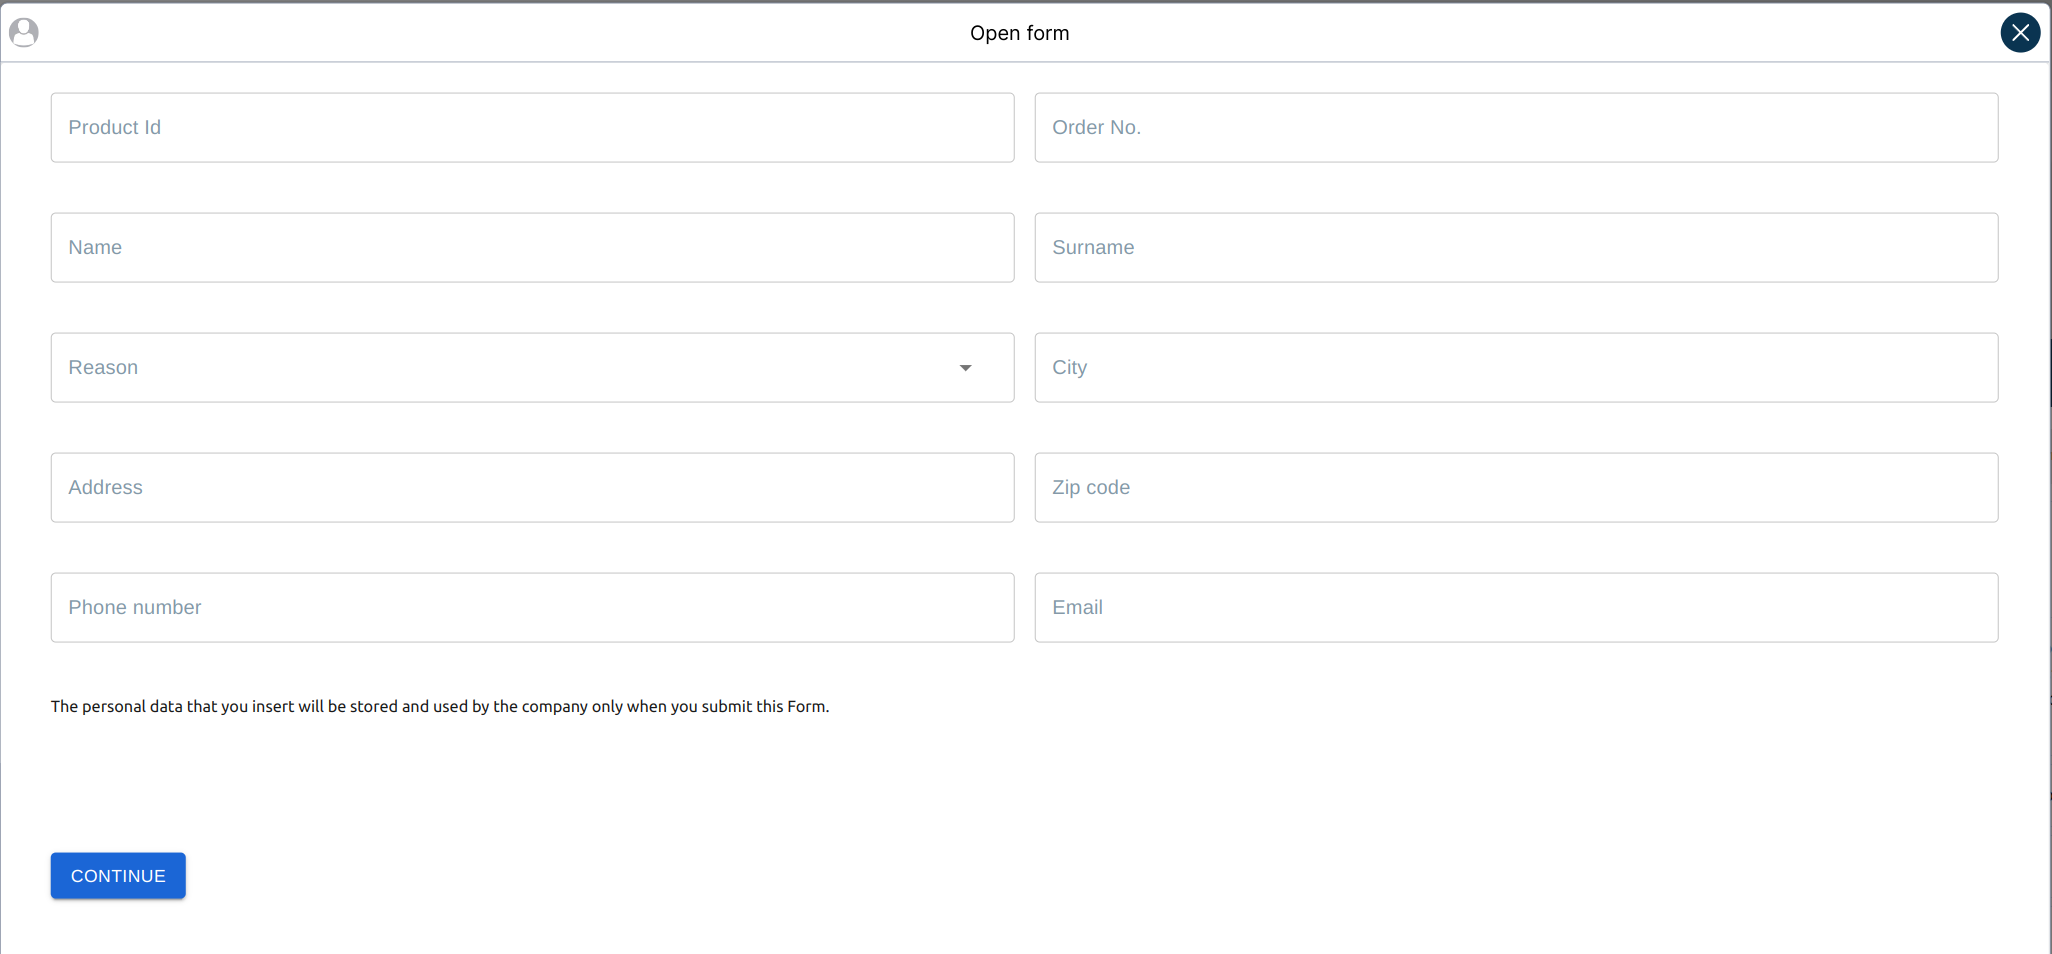 Open form
Product Id
Order No.
Name
Surname
Reason
City
Address
Zip code
Phone number
Email
The personal data that you insert will be stored and used by the company only when you submit this Form.
CONTINUE